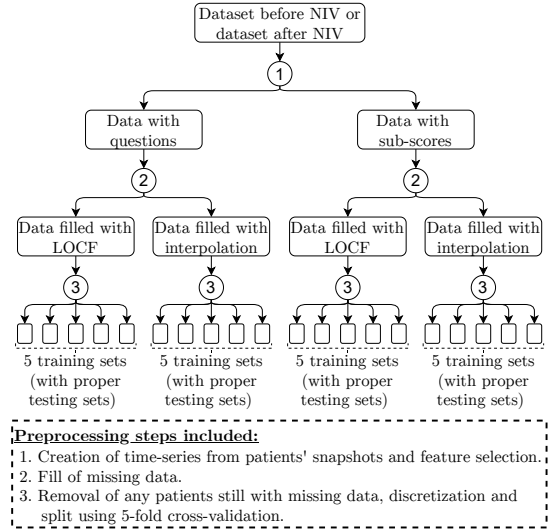 Dataset before NIV or
dataset after NIV
1
Data with
questions
Data with
sub-scores
2
2
Data filled with
LOCF
Data filled with
interpolation
Data filled with
LOCF
Data filled with
interpolation
3
3
3
3
5 training sets
(with proper
testing sets)
5 training sets
(with proper
testing sets)
5 training sets
(with proper
testing sets)
5 training sets
(with proper
testing sets)
Preprocessing steps included:
1. Creation of time-series from patients' snapshots and feature selection.
2. Fill of missing data.
3. Removal of any patients still with missing data, discretization and
split using 5-fold cross-validation.